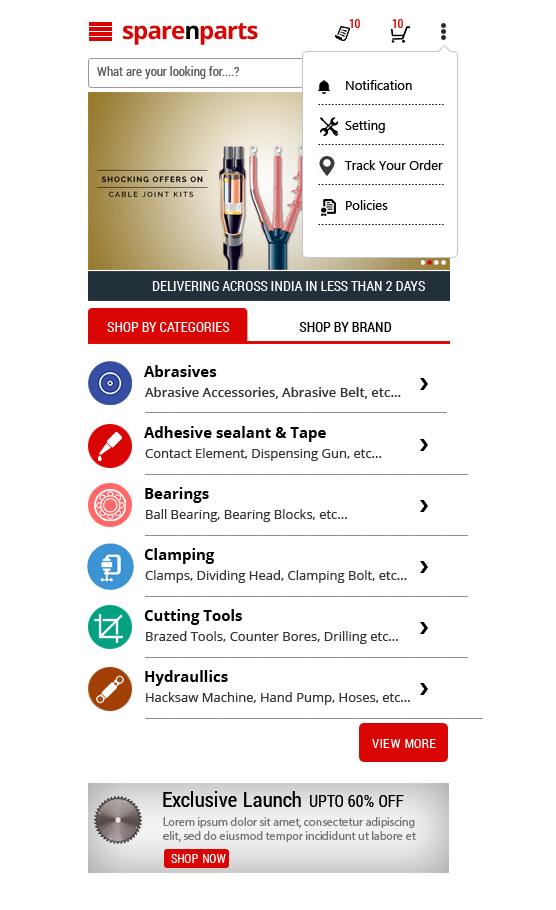 sparenparts
10
10
What are your looking for....?
Notification
Setting
Track Your Order
Policies
SHOCKING OFFERS ON
CABLE JOINT KITS
DELIVERING ACROSS INDIA IN LESS THAN 2 DAYS
SHOP BY CATEGORIES
SHOP BY BRAND
Abrasives
Abrasive Accessories, Abrasive Belt, etc...
Adhesive sealant & Tape
Contact Element, Dispensing Gun, etc...
Bearings
Ball Bearing, Bearing Blocks, etc...
Clamping
Clamps, Dividing Head, Clamping Bolt, etc...
Cutting Tools
Brazed Tools, Counter Bores, Drilling etc...
Hydraullics
Hacksaw Machine, Hand Pump, Hoses, etc...
VIEW MORE
Exclusive Launch UPTO 60% OFF
Lorem ipsum dolor sit amet, consectetur adipiscing
elit, sed do eiusmod tempor incididunt ut labore et
SHOP NOW